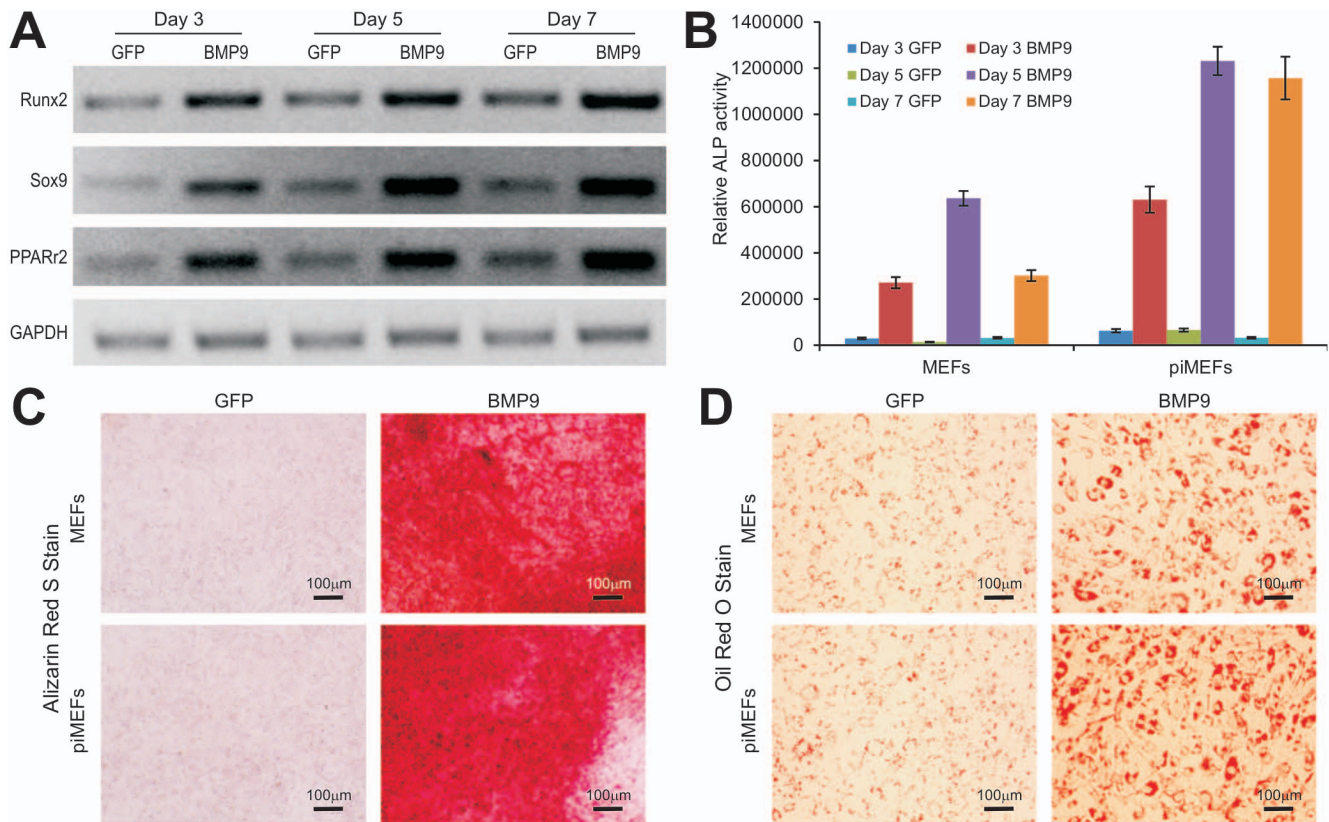 A
Day 3 Day 5 Day 7
GFP BMP9 GFP BMP9 GFP BMP9
Runx2
Sox9
PPARr2
GAPDH
B
Relative ALP activity
1400000
1200000
1000000
800000
600000
400000
200000
0
Day 3 GFP Day 3 BMP9
Day 5 GFP Day 5 BMP9
Day 7 GFP Day 7 BMP9
MEFs piMEFs
C
GFP BMP9
Alizarin Red S Stain
MEFs
100μm 100μm
piMEFs
100μm 100μm
D
GFP BMP9
Oil Red O Stain
MEFs
100μm 100μm
piMEFs
100μm 100μm